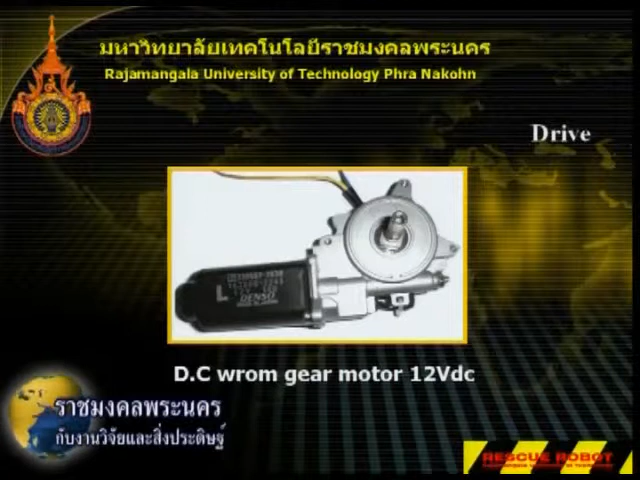 มหาวิทยาลัยเทคโนโลยีราชมงคลพระนคร
Rajamangala University of Technology Phra Nakohn
Drive
L
DENSO
D.C wrom gear motor 12Vdc
ราชมงคลพระนคร
กับงานวิจัยและสิ่งประดิษฐ์
RESCUE ROBOT